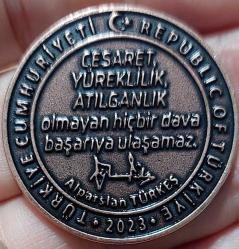 TÜRKİYE CUMHURİYETİ
REPUBLIC OF TÜRKİYE
CESARET,
YÜREKLİLİK,
ATILGANLIK
olmayan hiçbir dava
başarıya ulaşamaz.
Alparslan TÜRKEŞ
• 2023 •